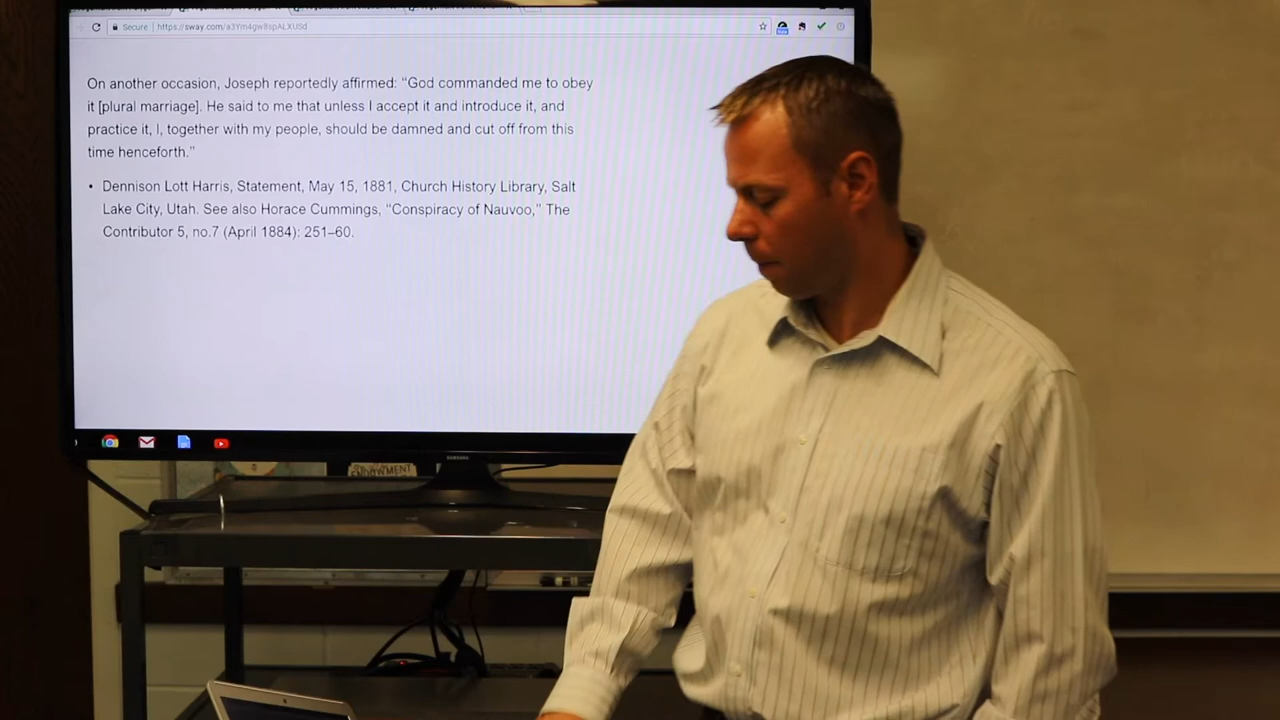 Secure | https://sway.com/a3Ym4gw8spALXUSd
On another occasion, Joseph reportedly affirmed: “God commanded me to obey
it [plural marriage]. He said to me that unless I accept it and introduce it, and
practice it, I, together with my people, should be damned and cut off from this
time henceforth.”
• Dennison Lott Harris, Statement, May 15, 1881, Church History Library, Salt
Lake City, Utah. See also Horace Cummings, “Conspiracy of Nauvoo,” The
Contributor 5, no.7 (April 1884): 251–60.
SAMSUNG
ENDOWMENT